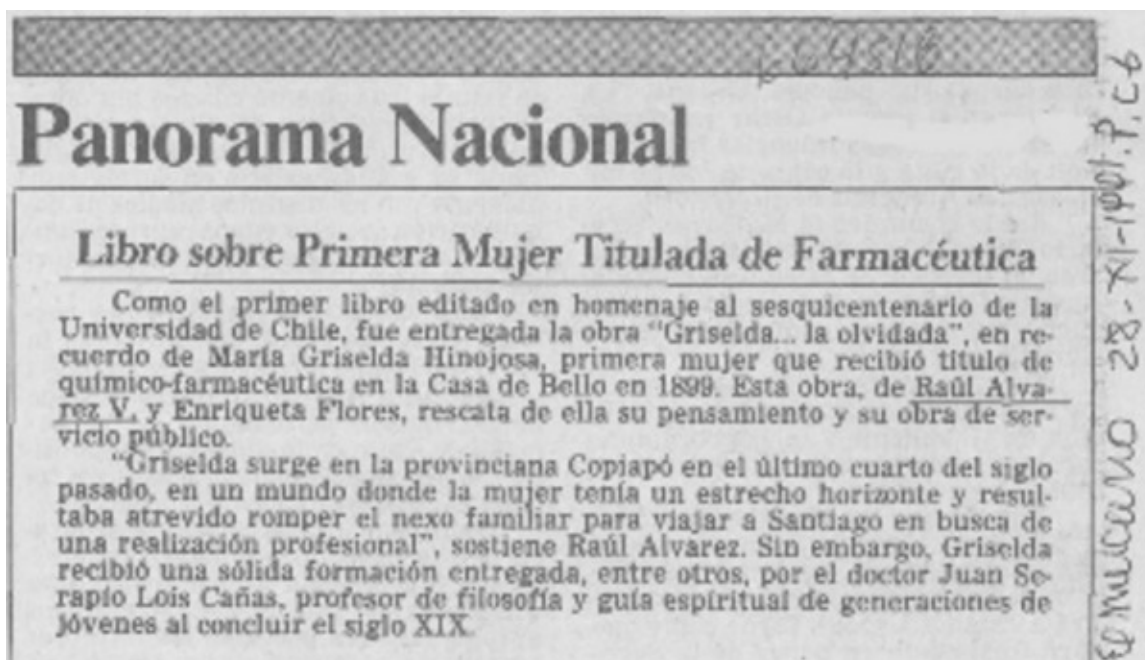 Panorama Nacional
Libro sobre Primera Mujer Titulada de Farmacéutica
Como el primer libro editado en homenaje al sesquicentenario de la
Universidad de Chile, fue entregada la obra "Griselda... la olvidada", en re-
cuerdo de María Griselda Hinojosa, primera mujer que recibió título de
químico-farmacéutica en la Casa de Bello en 1899. Esta obra, de Raúl Alva-
rez V. y Enriqueta Flores, rescata de ella su pensamiento y su obra de ser-
vicio público.
"Griselda surge en la provinciana Copiapó en el último cuarto del siglo
pasado, en un mundo donde la mujer tenía un estrecho horizonte y resul-
taba atrevido romper el nexo familiar para viajar a Santiago en busca de
una realización profesional", sostiene Raúl Alvarez. Sin embargo, Griselda
recibió una sólida formación entregada, entre otros, por el doctor Juan Se-
rapio Lois Cañas, profesor de filosofía y guía espiritual de generaciones de
jóvenes al concluir el siglo XIX.
El Mercurio 28-XI-1991. P.